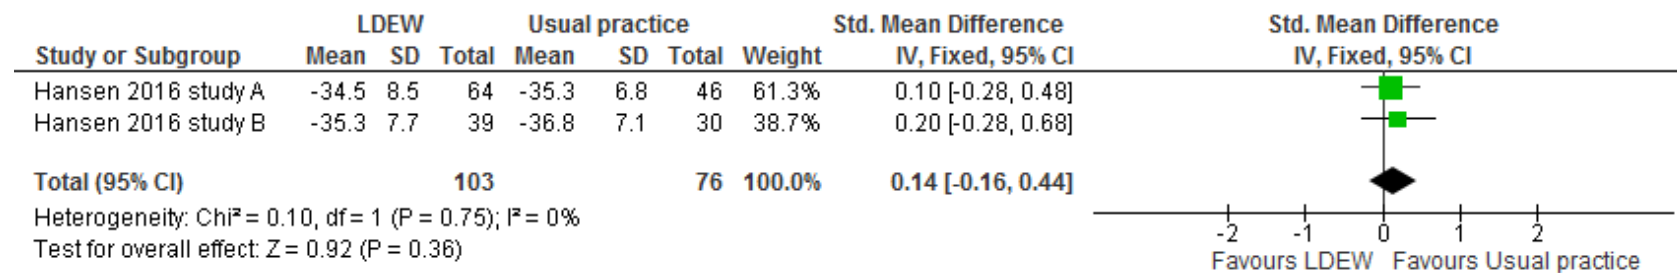 LDEW Usual practice Std. Mean Difference Std. Mean Difference
Study or Subgroup Mean SD Total Mean SD Total Weight IV, Fixed, 95% CI IV, Fixed, 95% CI
Hansen 2016 study A -34.5 8.5 64 -35.3 6.8 46 61.3% 0.10 [-0.28, 0.48]
Hansen 2016 study B -35.3 7.7 39 -36.8 7.1 30 38.7% 0.20 [-0.28, 0.68]
Total (95% CI) 103 76 100.0% 0.14 [-0.16, 0.44]
Heterogeneity: Chi² = 0.10, df = 1 (P = 0.75); I² = 0%
Test for overall effect: Z = 0.92 (P = 0.36)
-2 -1 0 1 2
Favours LDEW Favours Usual practice